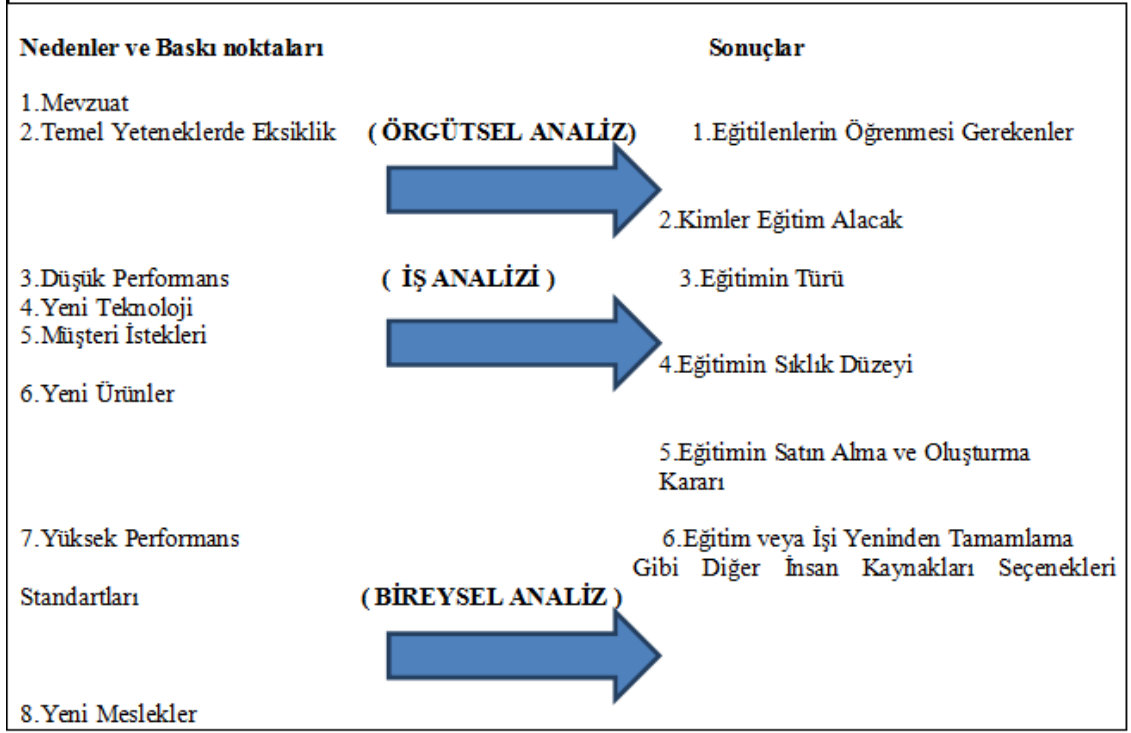 Nedenler ve Baskı noktaları Sonuçlar
1.Mevzuat
2.Temel Yeteneklerde Eksiklik ( ÖRGÜTSEL ANALİZ) 1.Eğitilenlerin Öğrenmesi Gerekenler
2.Kimler Eğitim Alacak
3.Düşük Performans ( İŞ ANALİZİ ) 3.Eğitimin Türü
4.Yeni Teknoloji
5.Müşteri İstekleri
4.Eğitimin Sıklık Düzeyi
6.Yeni Ürünler
5.Eğitimin Satın Alma ve Oluşturma
Kararı
7.Yüksek Performans 6.Eğitim veya İşi Yeninden Tamamlama
Gibi Diğer İnsan Kaynakları Seçenekleri
Standartları ( BİREYSEL ANALİZ )
8.Yeni Meslekler